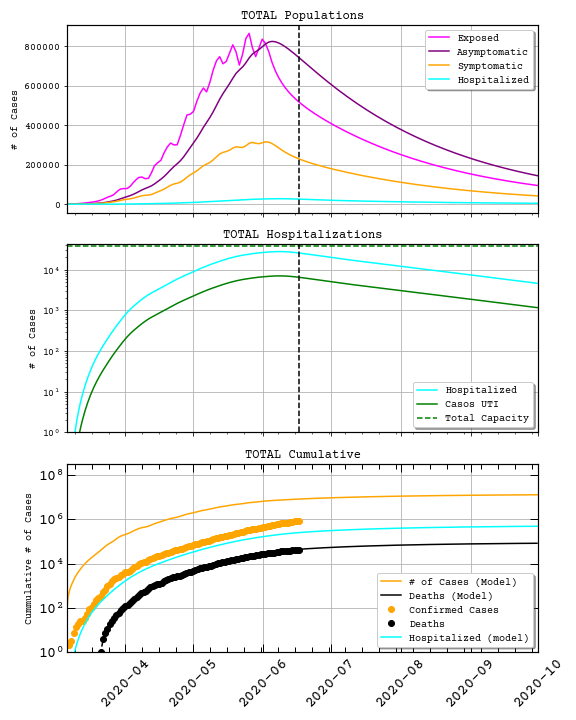 TOTAL Populations
# of Cases
800000
600000
400000
200000
0
Exposed
Asymptomatic
Symptomatic
Hospitalized
TOTAL Hospitalizations
# of Cases
10^4
10^3
10^2
10^1
10^0
Hospitalized
Casos UTI
Total Capacity
TOTAL Cumulative
Cummulative # of Cases
10^8
10^6
10^4
10^2
10^0
# of Cases (Model)
Deaths (Model)
Confirmed Cases
Deaths
Hospitalized (model)
2020-04
2020-05
2020-06
2020-07
2020-08
2020-09
2020-10